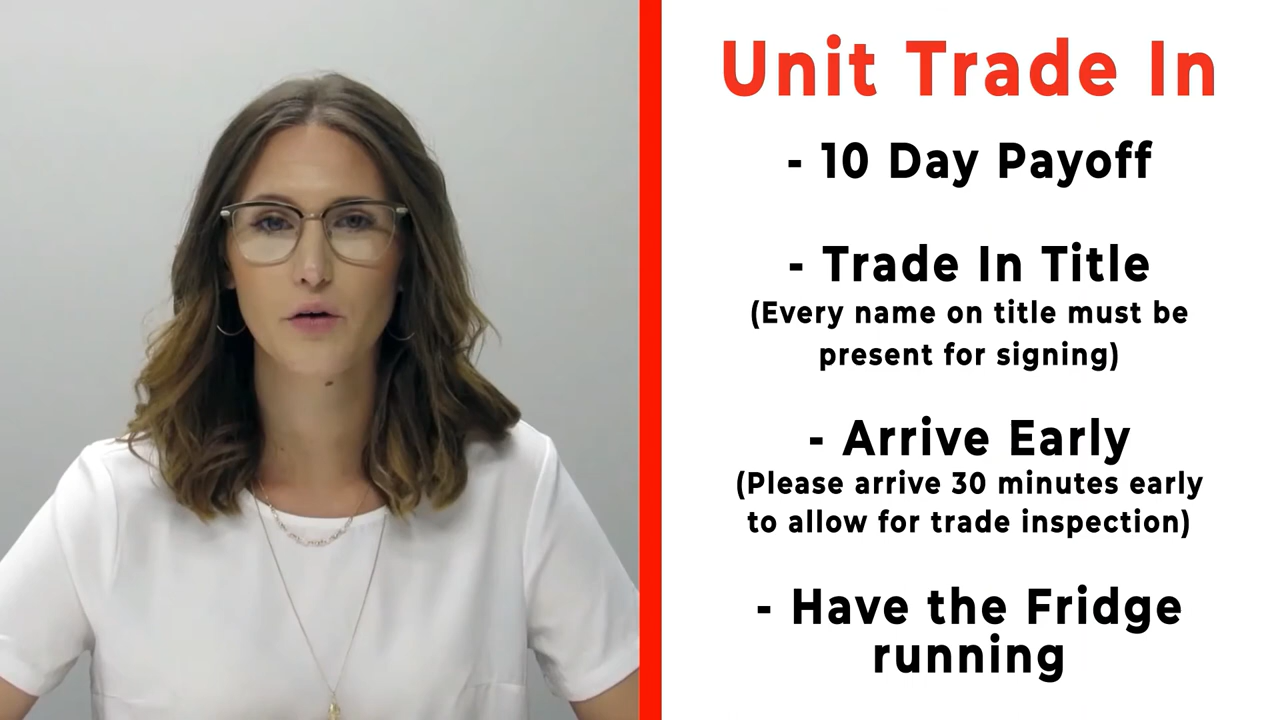 Unit Trade In
- 10 Day Payoff
- Trade In Title
(Every name on title must be
present for signing)
- Arrive Early
(Please arrive 30 minutes early
to allow for trade inspection)
- Have the Fridge
running